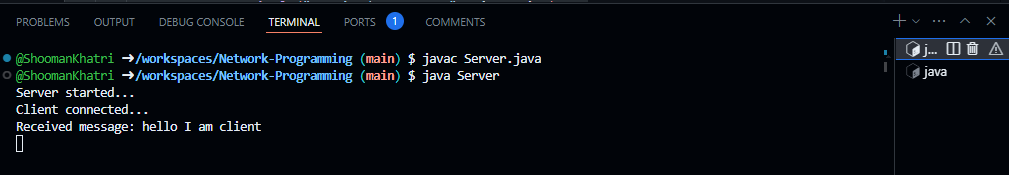 PROBLEMS OUTPUT DEBUG CONSOLE TERMINAL PORTS 1 COMMENTS
@ShoomanKhatri ➜/workspaces/Network-Programming (main) $ javac Server.java
@ShoomanKhatri ➜/workspaces/Network-Programming (main) $ java Server
Server started...
Client connected...
Received message: hello I am client
j...
java